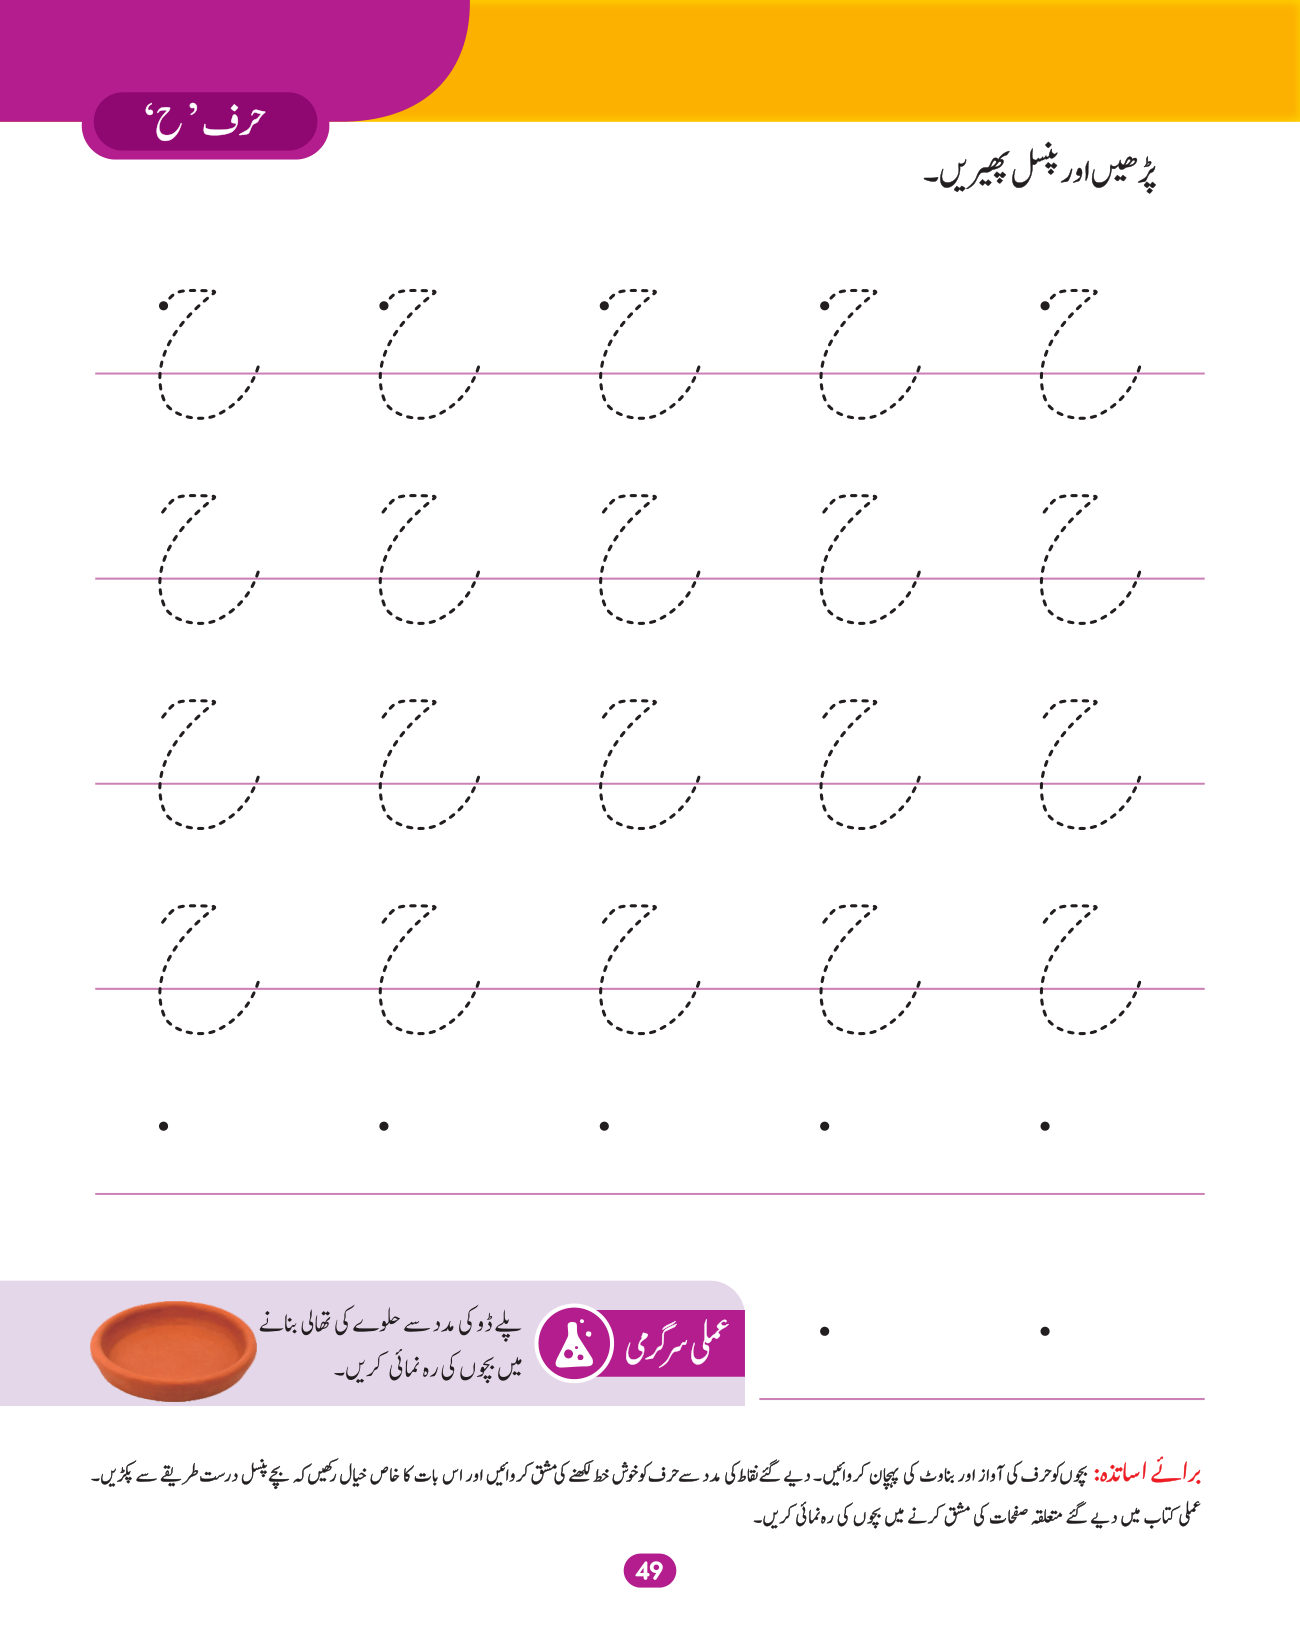 حرف ’ح‘
پڑھیں اور پنسل پھیریں۔
ح ح ح ح ح
ح ح ح ح ح
ح ح ح ح ح
ح ح ح ح ح
عملی سرگرمی
پلے ڈو کی مدد سے حلوے کی تھالی بنانے
میں بچوں کی رہ نمائی کریں۔
برائے اساتذہ: بچوں کو حرف کی آواز اور بناوٹ کی پہچان کروائیں۔ دیے گئے نقاط کی مدد سے حرف کو خوش خط لکھنے کی مشق کروائیں اور اس بات کا خاص خیال رکھیں کہ بچے پنسل درست طریقے سے پکڑیں۔
عملی کتاب میں دیے گئے متعلقہ صفحات کی مشق کرنے میں بچوں کی رہ نمائی کریں۔
49